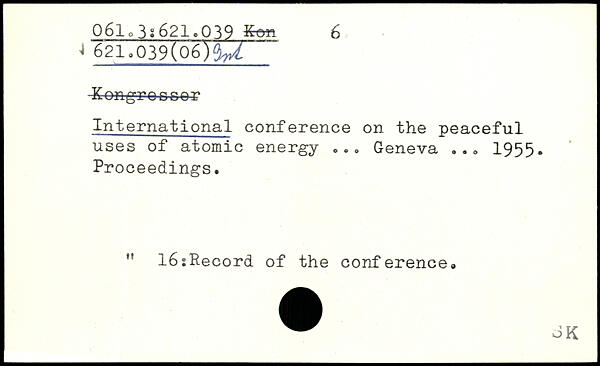 061.3:621.039 Kon 6
621.039(06) Int
Kongresser
International conference on the peaceful
uses of atomic energy ... Geneva ... 1955.
Proceedings.
" 16:Record of the conference.
SK